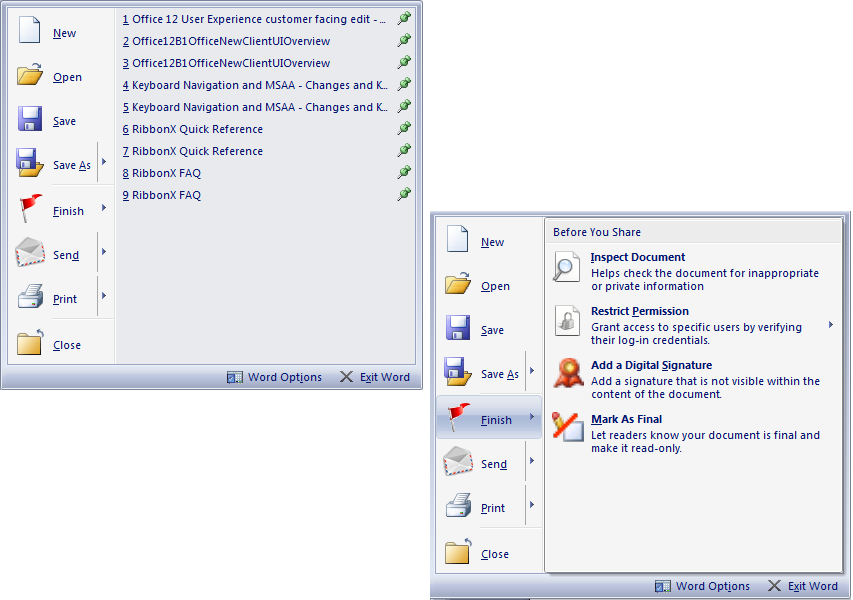 New
Open
Save
Save As
Finish
Send
Print
Close
1 Office 12 User Experience customer facing edit - ...
2 Office12B1OfficeNewClientUIOverview
3 Office12B1OfficeNewClientUIOverview
4 Keyboard Navigation and MSAA - Changes and K...
5 Keyboard Navigation and MSAA - Changes and K...
6 RibbonX Quick Reference
7 RibbonX Quick Reference
8 RibbonX FAQ
9 RibbonX FAQ
Word Options
Exit Word
New
Open
Save
Save As
Finish
Send
Print
Close
Before You Share
Inspect Document
Helps check the document for inappropriate
or private information
Restrict Permission
Grant access to specific users by verifying
their log-in credentials.
Add a Digital Signature
Add a signature that is not visible within the
content of the document.
Mark As Final
Let readers know your document is final and
make it read-only.
Word Options
Exit Word